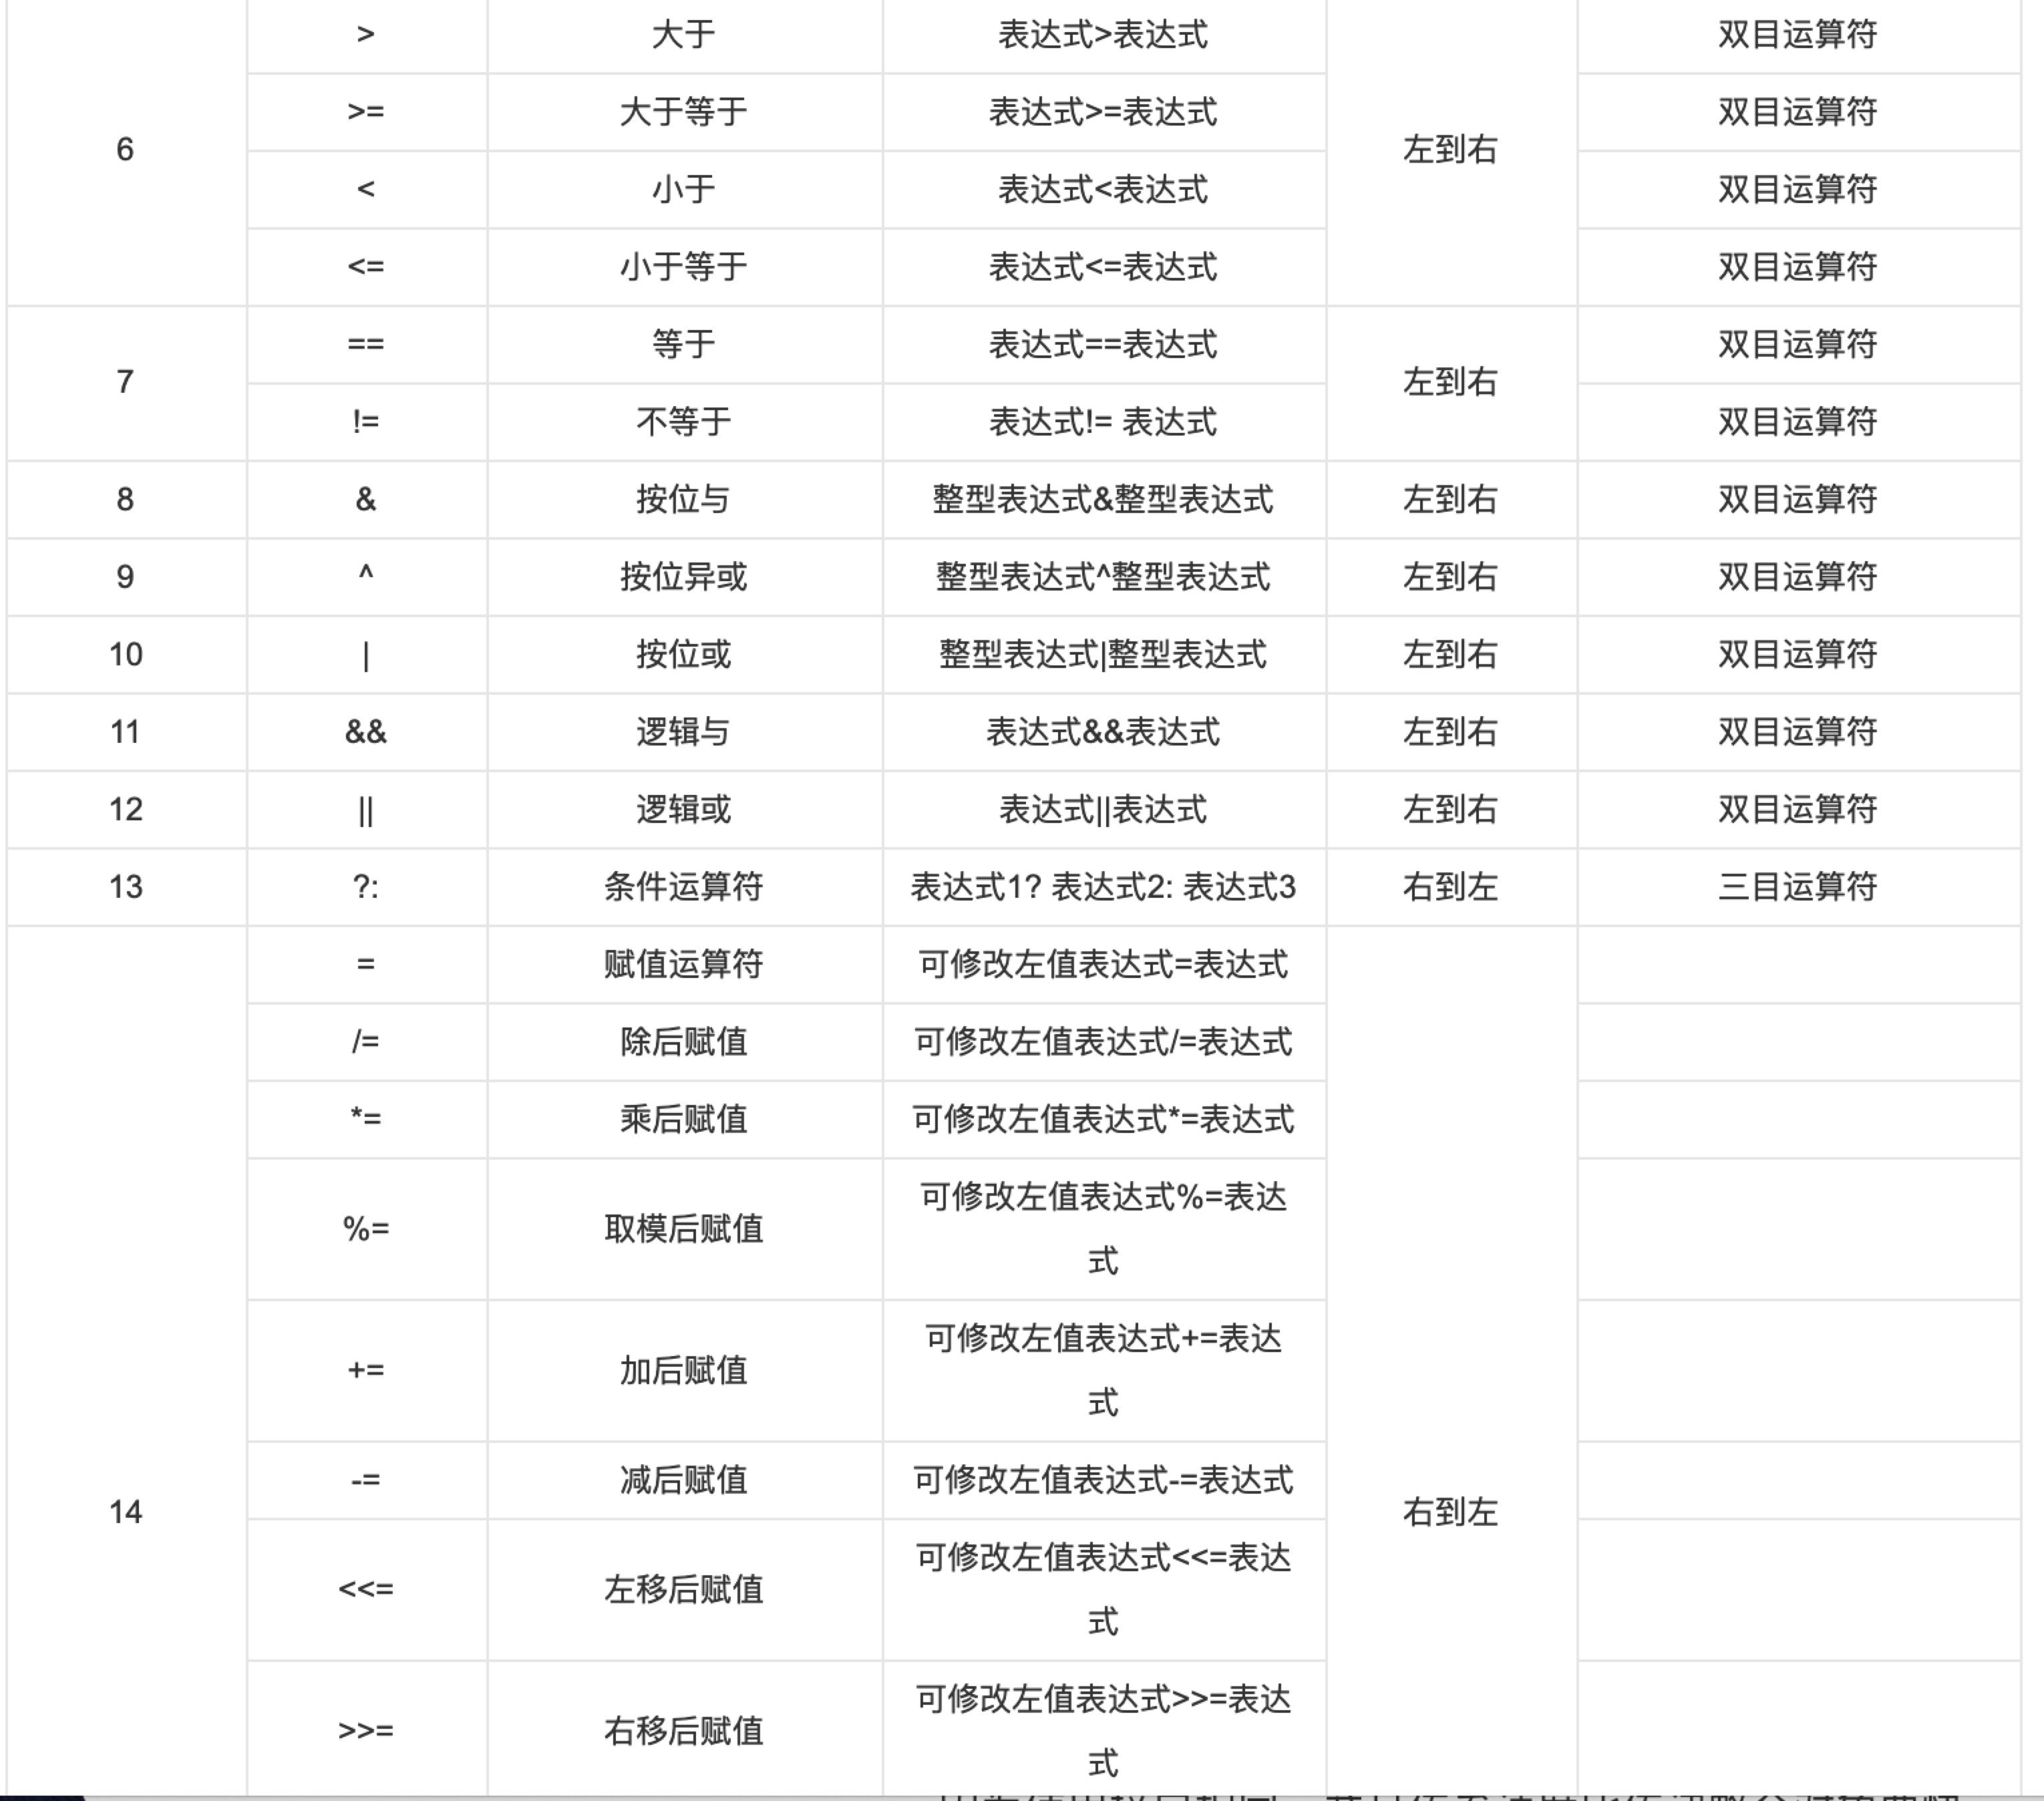 > 大于 表达式>表达式 双目运算符
>= 大于等于 表达式>=表达式 双目运算符
6 左到右
< 小于 表达式<表达式 双目运算符
<= 小于等于 表达式<=表达式 双目运算符
== 等于 表达式==表达式 双目运算符
7 左到右
!= 不等于 表达式!= 表达式 双目运算符
8 & 按位与 整型表达式&整型表达式 左到右 双目运算符
9 ^ 按位异或 整型表达式^整型表达式 左到右 双目运算符
10 | 按位或 整型表达式|整型表达式 左到右 双目运算符
11 && 逻辑与 表达式&&表达式 左到右 双目运算符
12 || 逻辑或 表达式||表达式 左到右 双目运算符
13 ?: 条件运算符 表达式1? 表达式2: 表达式3 右到左 三目运算符
= 赋值运算符 可修改左值表达式=表达式
/= 除后赋值 可修改左值表达式/=表达式
*= 乘后赋值 可修改左值表达式*=表达式
%= 取模后赋值 可修改左值表达式%=表达
式
+= 加后赋值 可修改左值表达式+=表达
式
-= 减后赋值 可修改左值表达式-=表达式
14 右到左
<<= 左移后赋值 可修改左值表达式<<=表达
式
>>= 右移后赋值 可修改左值表达式>>=表达
式